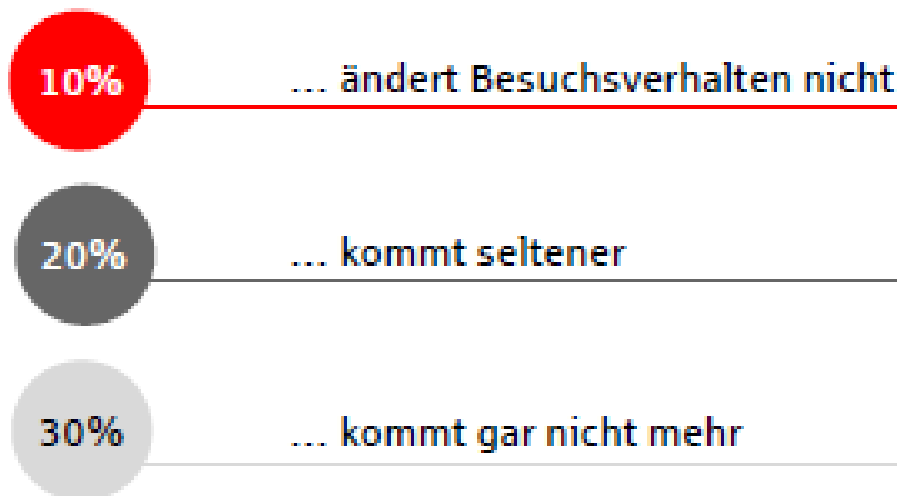 10% ... ändert Besuchsverhalten nicht
20% ... kommt seltener
30% ... kommt gar nicht mehr